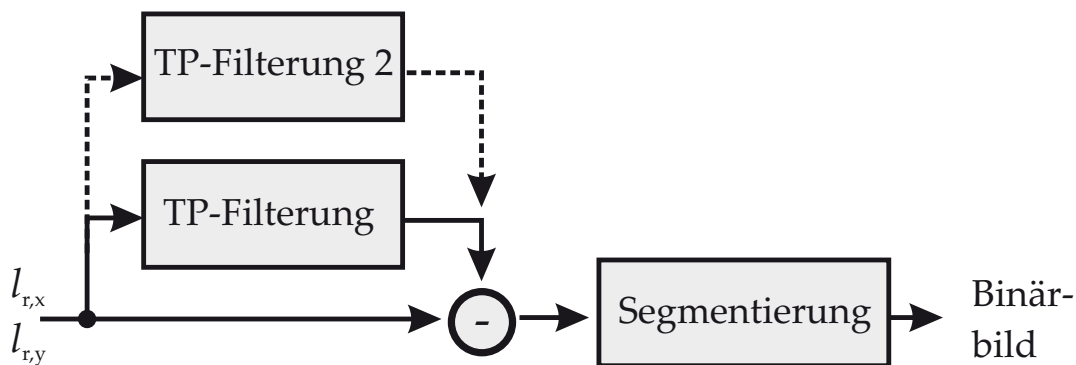 TP-Filterung 2
TP-Filterung
l_r,x
l_r,y
-
Segmentierung
Binär-
bild